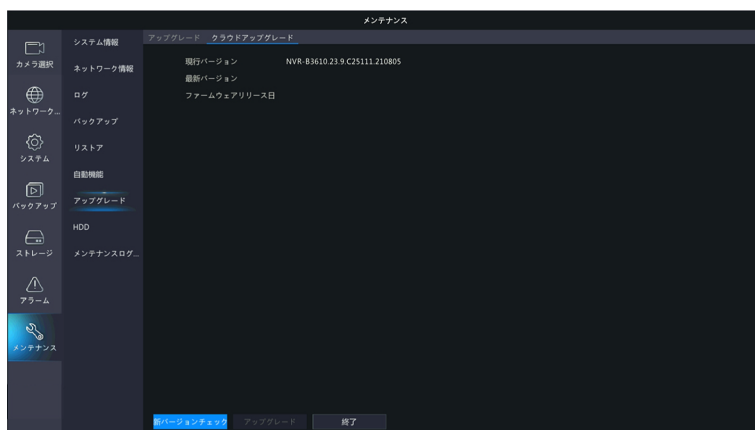 メンテナンス
カメラ選択
ネットワーク...
システム
バックアップ
ストレージ
アラーム
メンテナンス
システム情報
ネットワーク情報
ログ
バックアップ
リストア
自動機能
アップグレード
HDD
メンテナンスログ...
アップグレード クラウドアップグレード
現行バージョン NVR-B3610.23.9.C25111.210805
最新バージョン
ファームウェアリリース日
新バージョンチェック アップグレード 終了